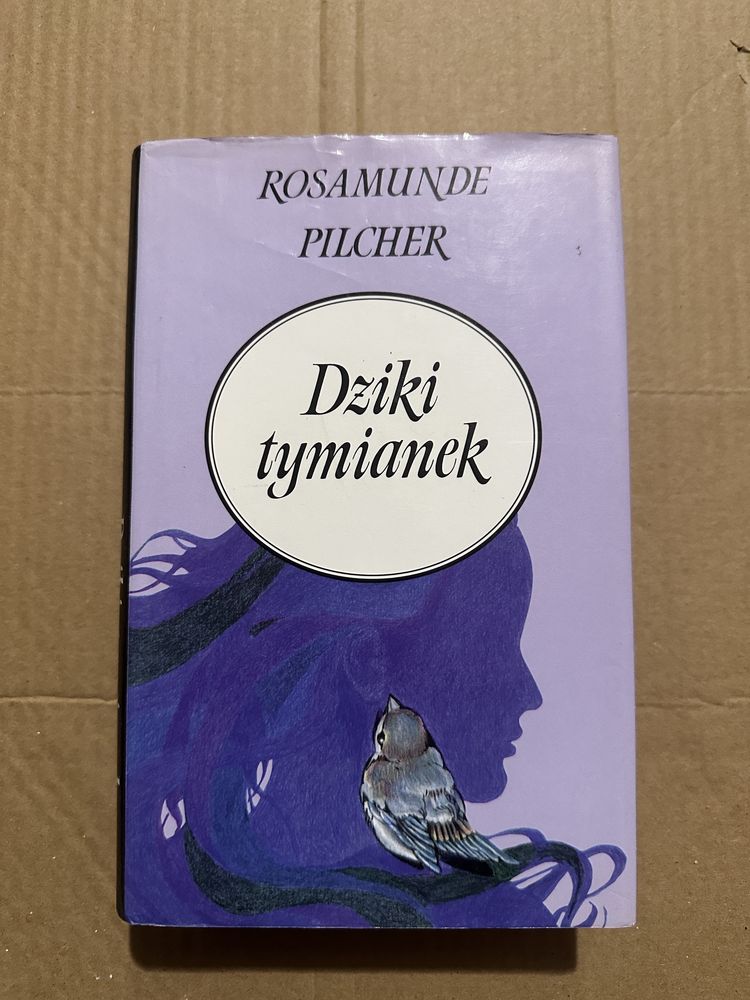 ROSAMUNDE
PILCHER
Dziki
tymianek